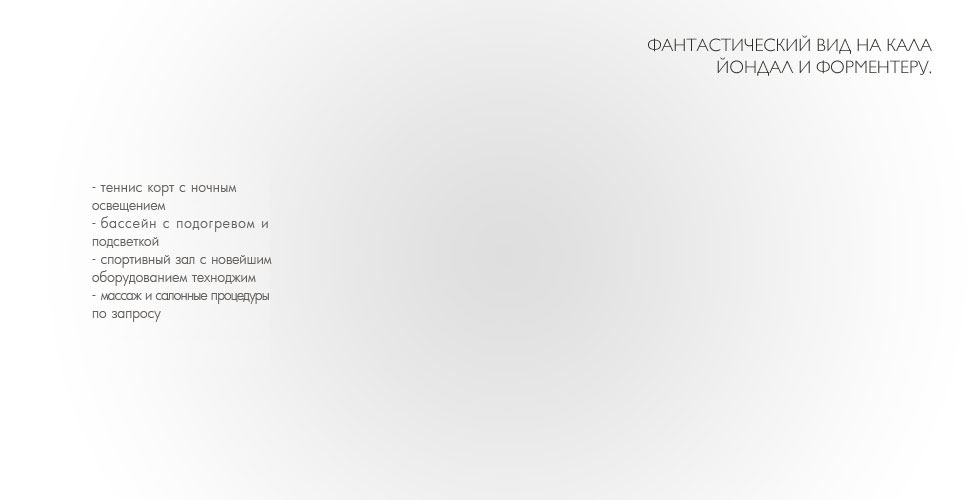 ФАНТАСТИЧЕСКИЙ ВИД НА КАЛА
ЙОНДАЛ И ФОРМЕНТЕРУ.
- теннис корт с ночным
освещением
- бассейн с подогревом и
подсветкой
- спортивный зал с новейшим
оборудованием техноджим
- массаж и салонные процедуры
по запросу